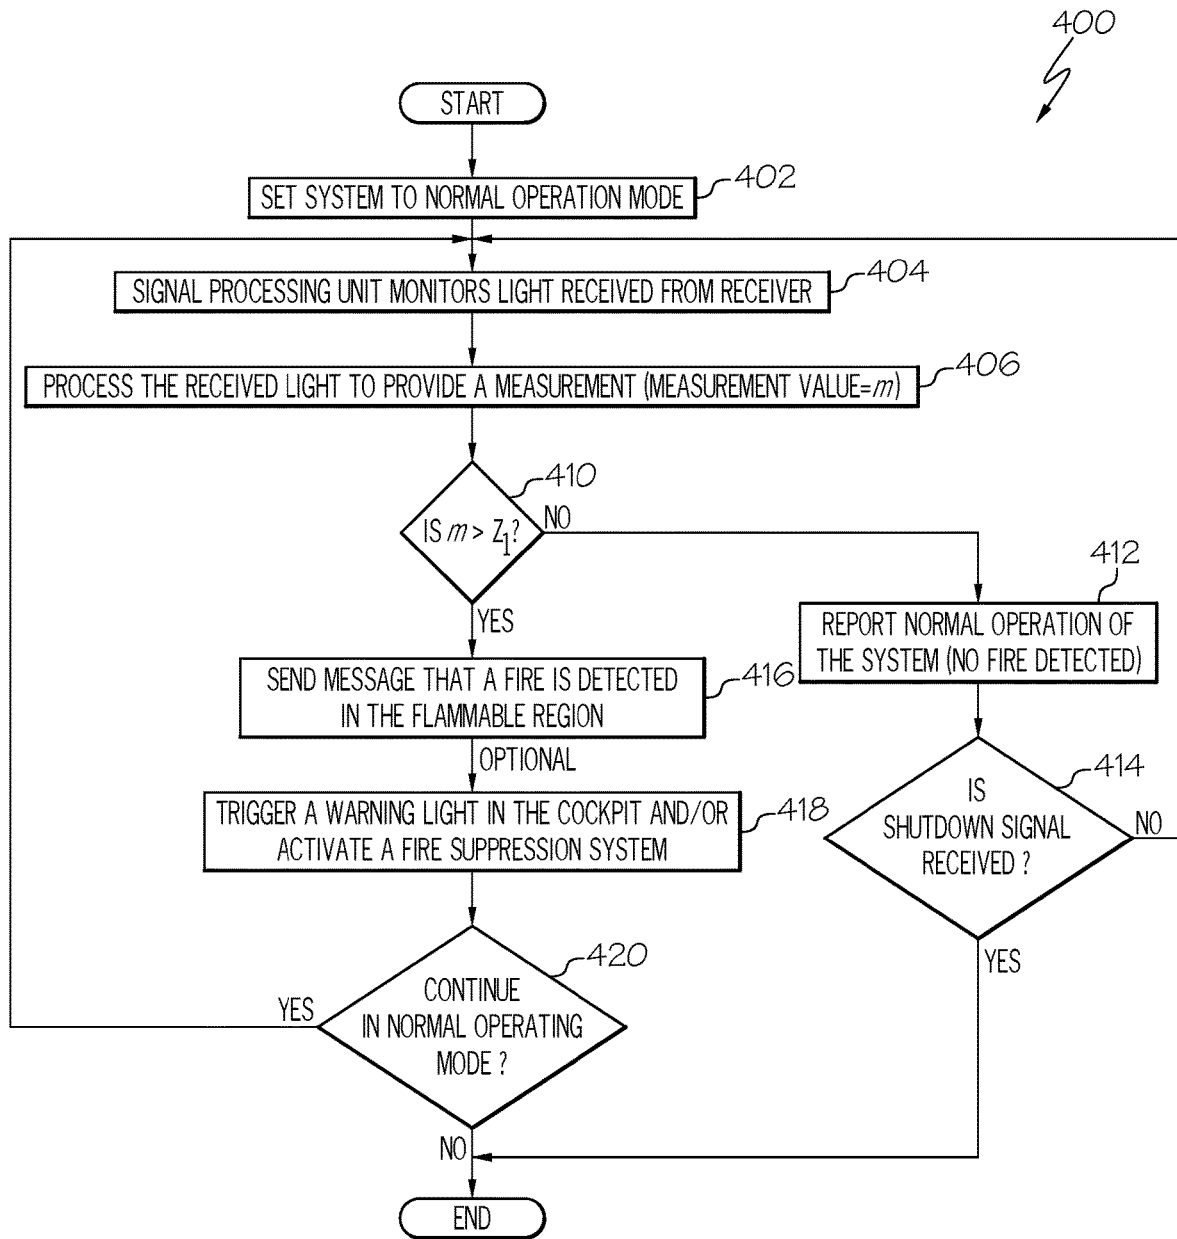 400
START
SET SYSTEM TO NORMAL OPERATION MODE
402
SIGNAL PROCESSING UNIT MONITORS LIGHT RECEIVED FROM RECEIVER
404
PROCESS THE RECEIVED LIGHT TO PROVIDE A MEASUREMENT (MEASUREMENT VALUE=m)
406
410
IS m > Z1?
NO
YES
412
REPORT NORMAL OPERATION OF
THE SYSTEM (NO FIRE DETECTED)
SEND MESSAGE THAT A FIRE IS DETECTED
IN THE FLAMMABLE REGION
416
OPTIONAL
TRIGGER A WARNING LIGHT IN THE COCKPIT AND/OR
ACTIVATE A FIRE SUPPRESSION SYSTEM
418
414
IS
SHUTDOWN SIGNAL
RECEIVED ?
NO
YES
420
CONTINUE
IN NORMAL OPERATING
MODE ?
YES
NO
END